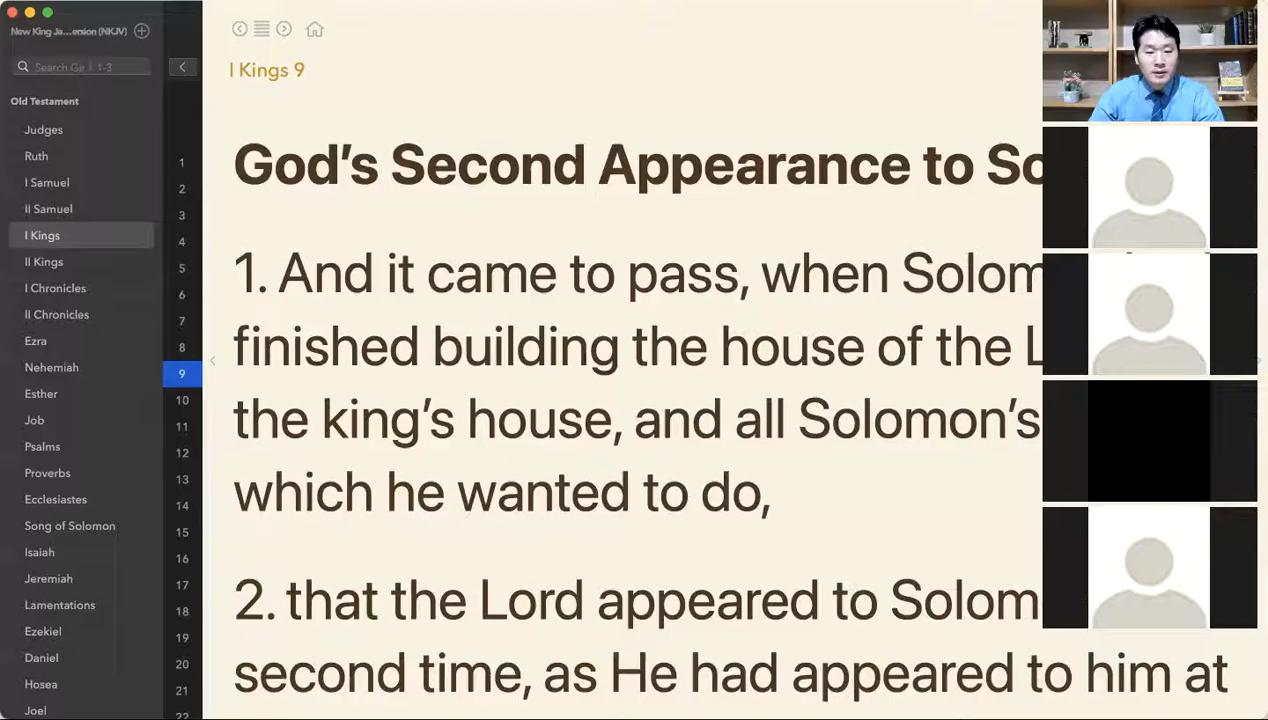 New King Ja...ersion (NKJV)
Search Ge 1-3
Old Testament
Judges
Ruth
I Samuel
II Samuel
I Kings
II Kings
I Chronicles
II Chronicles
Ezra
Nehemiah
Esther
Job
Psalms
Proverbs
Ecclesiastes
Song of Solomon
Isaiah
Jeremiah
Lamentations
Ezekiel
Daniel
Hosea
Joel
1
2
3
4
5
6
7
8
9
10
11
12
13
14
15
16
17
18
19
20
21
22
I Kings 9
God's Second Appearance to So
1. And it came to pass, when Solom
finished building the house of the L
the king's house, and all Solomon's
which he wanted to do,
2. that the Lord appeared to Solom
second time, as He had appeared to him at